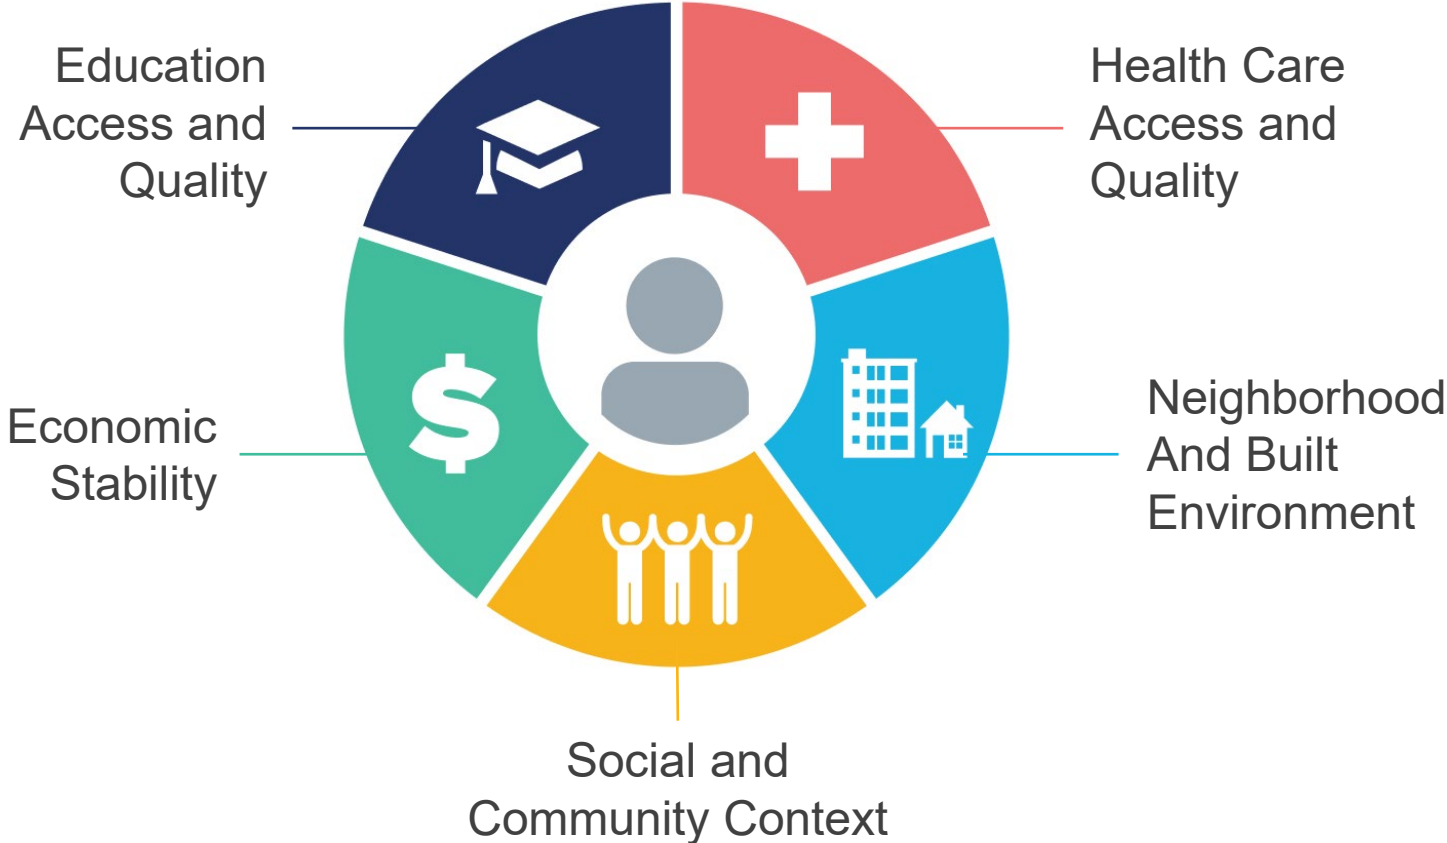 Education
Access and
Quality
Health Care
Access and
Quality
Economic
Stability
$
Neighborhood
And Built
Environment
Social and
Community Context